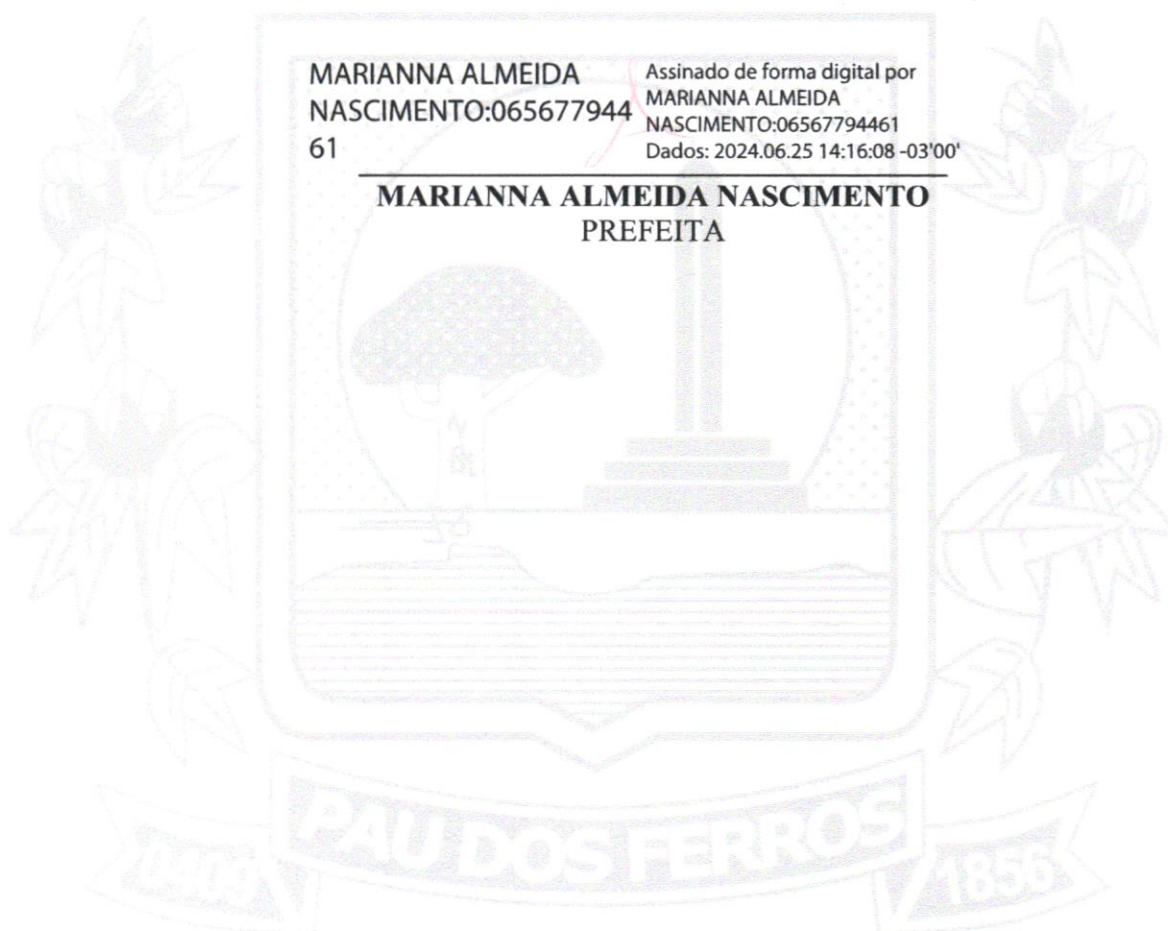 MARIANNA ALMEIDA
NASCIMENTO:065677944
61
Assinado de forma digital por
MARIANNA ALMEIDA
NASCIMENTO:06567794461
Dados: 2024.06.25 14:16:08 -03'00'
MARIANNA ALMEIDA NASCIMENTO
PREFEITA
PAU DOS FERROS
0409
1856